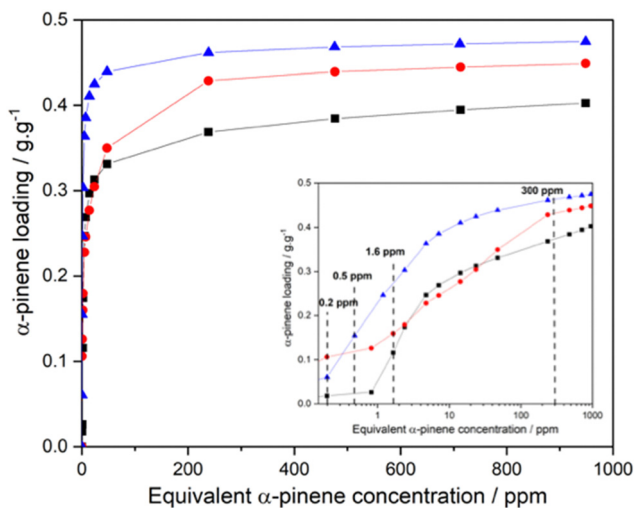 0.5
0.4
0.3
0.2
0.1
0.0
α-pinene loading / g.g⁻¹
0 200 400 600 800 1000
Equivalent α-pinene concentration / ppm
0.5
0.4
0.3
0.2
0.1
0.0
α-pinene loading / g.g⁻¹
300 ppm
1.6 ppm
0.5 ppm
0.2 ppm
1 10 100 1000
Equivalent α-pinene concentration / ppm